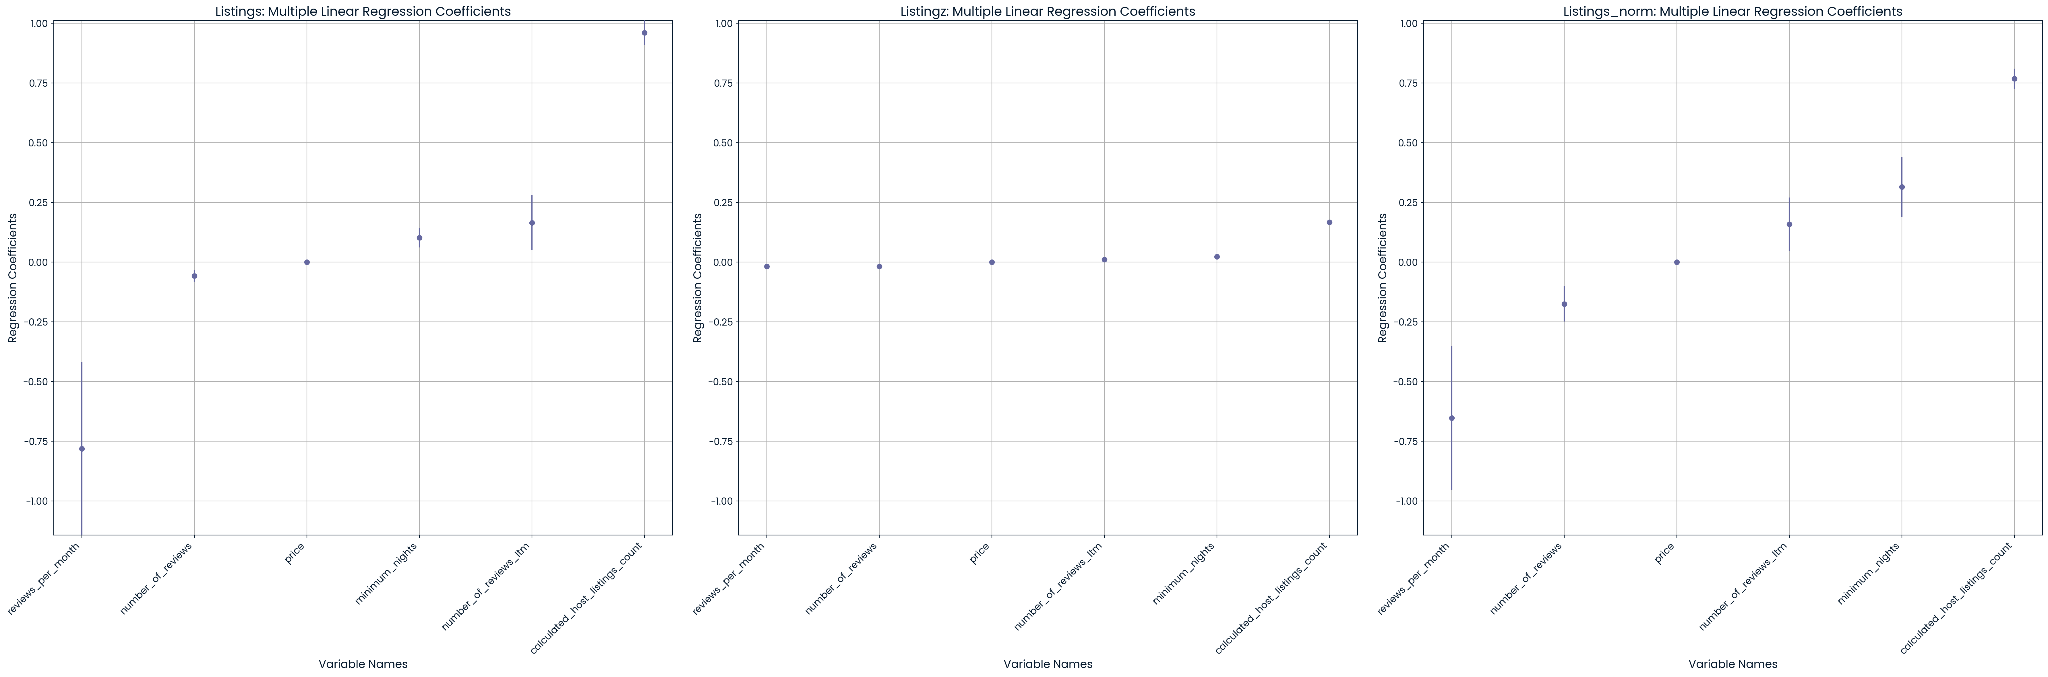 Listings: Multiple Linear Regression Coefficients
1.00
0.75
0.50
0.25
0.00
-0.25
-0.50
-0.75
-1.00
Regression Coefficients
reviews_per_month
number_of_reviews
price
minimum_nights
number_of_reviews_ltm
calculated_host_listings_count
Variable Names
Listingz: Multiple Linear Regression Coefficients
1.00
0.75
0.50
0.25
0.00
-0.25
-0.50
-0.75
-1.00
Regression Coefficients
reviews_per_month
number_of_reviews
price
number_of_reviews_ltm
minimum_nights
calculated_host_listings_count
Variable Names
Listings_norm: Multiple Linear Regression Coefficients
1.00
0.75
0.50
0.25
0.00
-0.25
-0.50
-0.75
-1.00
Regression Coefficients
reviews_per_month
number_of_reviews
price
number_of_reviews_ltm
minimum_nights
calculated_host_listings_count
Variable Names